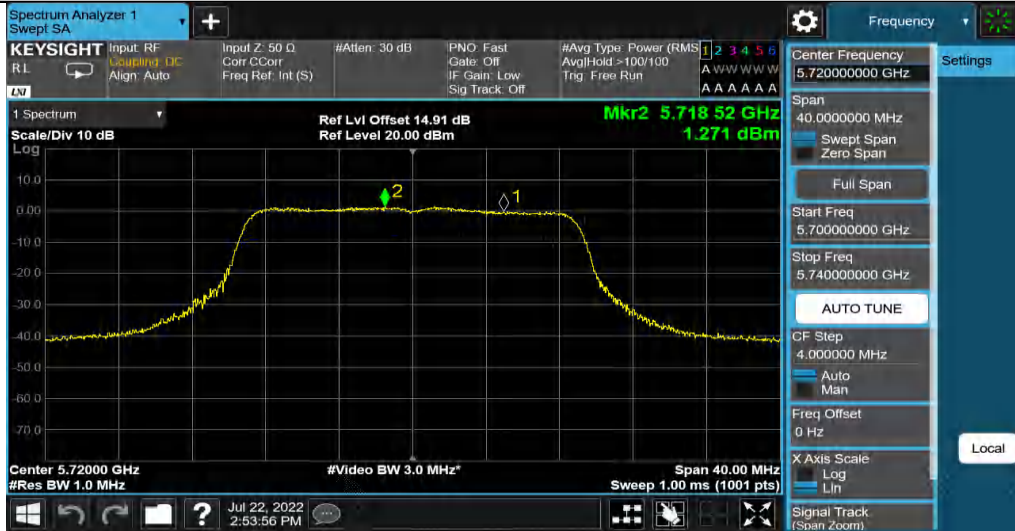 Spectrum Analyzer 1
Swept SA
Frequency
KEYSIGHT
RL
LXI
Input: RF
Coupling: DC
Align: Auto
Input Z: 50 Ω
Corr CCorr
Freq Ref: Int (S)
#Atten: 30 dB
PNO: Fast
Gate: Off
IF Gain: Low
Sig Track: Off
#Avg Type: Power (RMS
Avg|Hold >100/100
Trig: Free Run
1 2 3 4 5 6
A W W W W W
A A A A A A
Center Frequency
5.720000000 GHz
Settings
Span
40.0000000 MHz
Swept Span
Zero Span
Full Span
Start Freq
5.700000000 GHz
Stop Freq
5.740000000 GHz
AUTO TUNE
CF Step
4.000000 MHz
Auto
Man
Freq Offset
0 Hz
X Axis Scale
Log
Lin
Signal Track
(Span Zoom)
Local
1 Spectrum
Scale/Div 10 dB
Log
Ref Lvl Offset 14.91 dB
Ref Level 20.00 dBm
Mkr2 5.718 52 GHz
1.271 dBm
10.0
0.00
-10.0
-20.0
-30.0
-40.0
-50.0
-60.0
-70.0
2
1
Center 5.72000 GHz
#Res BW 1.0 MHz
#Video BW 3.0 MHz*
Span 40.00 MHz
Sweep 1.00 ms (1001 pts)
?
Jul 22, 2022
2:53:56 PM